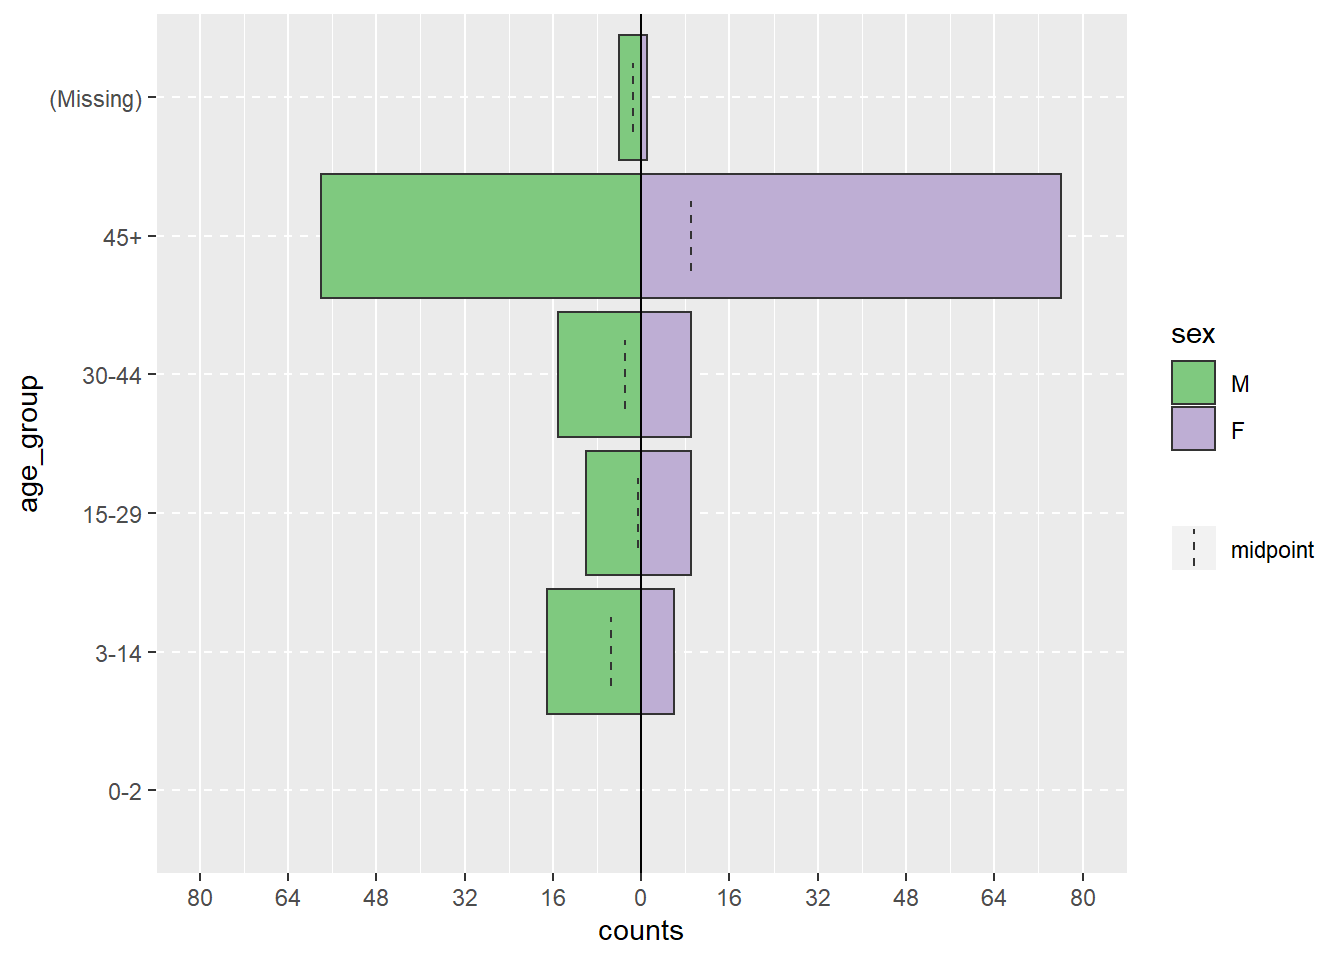 (Missing)
45+
30-44
15-29
3-14
0-2
age_group
80 64 48 32 16 0 16 32 48 64 80
counts
sex
M
F
midpoint